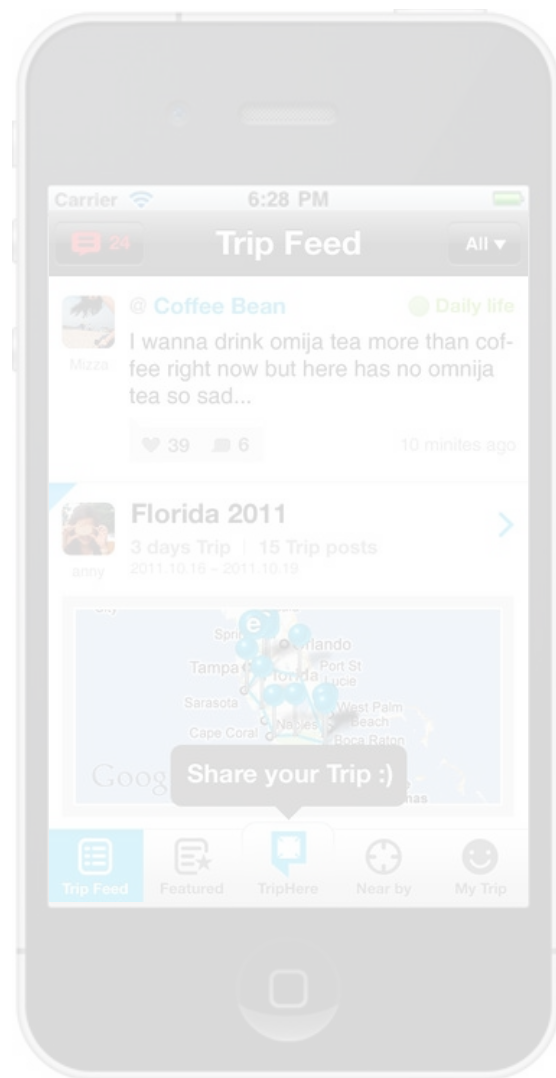 Carrier 6:28 PM
24 Trip Feed All ▼
@ Coffee Bean Daily life
I wanna drink omija tea more than cof-
Mizza
fee right now but here has no omnija
tea so sad...
39 6 10 minites ago
Florida 2011
3 days Trip | 15 Trip posts
anny 2011.10.16 – 2011.10.19
City
e
Orlando
Tampa
Port St
Lucie
Florida
Sarasota
West Palm
Beach
Naples
Cape Coral
Boca Raton
Share your Trip :)
Trip Feed Featured TripHere Near by My Trip